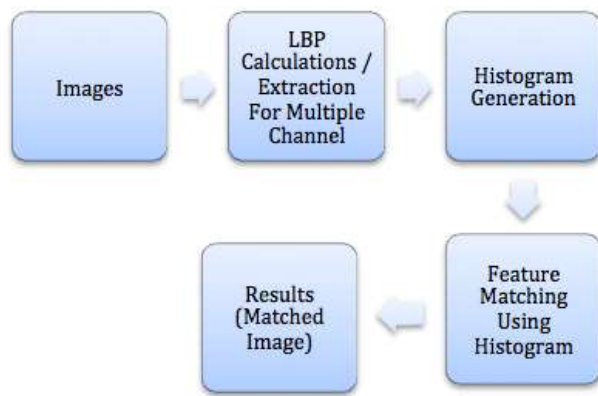 Images
LBP
Calculations /
Extraction
For Multiple
Channel
Histogram
Generation
Feature
Matching
Using
Histogram
Results
(Matched
Image)